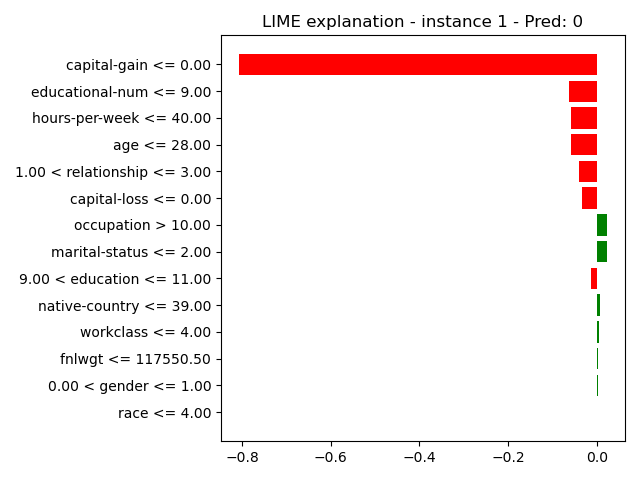 LIME explanation - instance 1 - Pred: 0
capital-gain <= 0.00
educational-num <= 9.00
hours-per-week <= 40.00
age <= 28.00
1.00 < relationship <= 3.00
capital-loss <= 0.00
occupation > 10.00
marital-status <= 2.00
9.00 < education <= 11.00
native-country <= 39.00
workclass <= 4.00
fnlwgt <= 117550.50
0.00 < gender <= 1.00
race <= 4.00
−0.8 −0.6 −0.4 −0.2 0.0